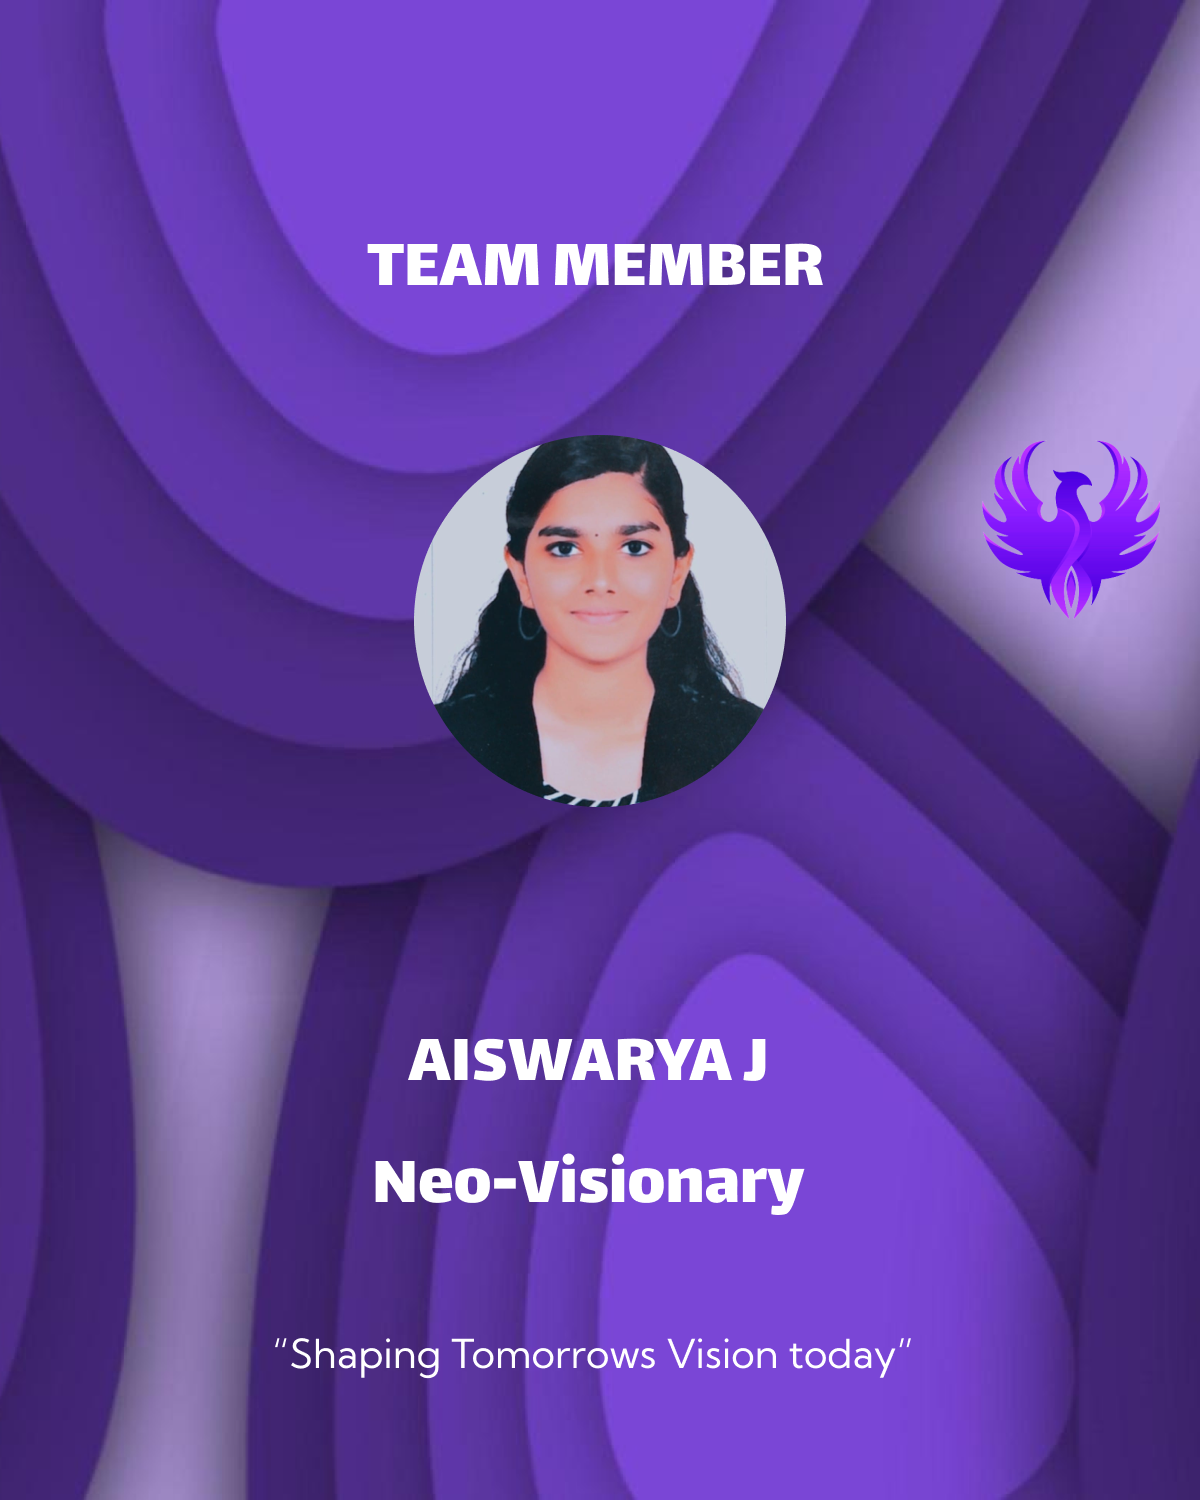 TEAM MEMBER
AISWARYA J
Neo-Visionary
“Shaping Tomorrows Vision today”